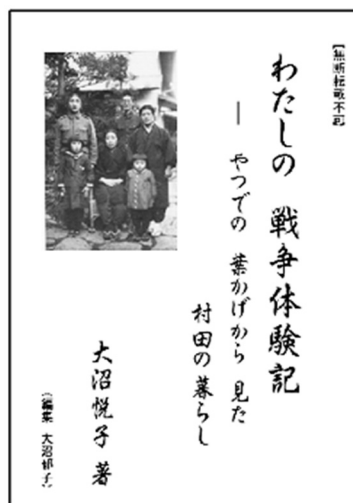 【無断転載不可】
わたしの 戦争体験記
― やつでの 葉かげから 見た
村田の暮らし
大沼悦子 著
（編集 大沼郁子）